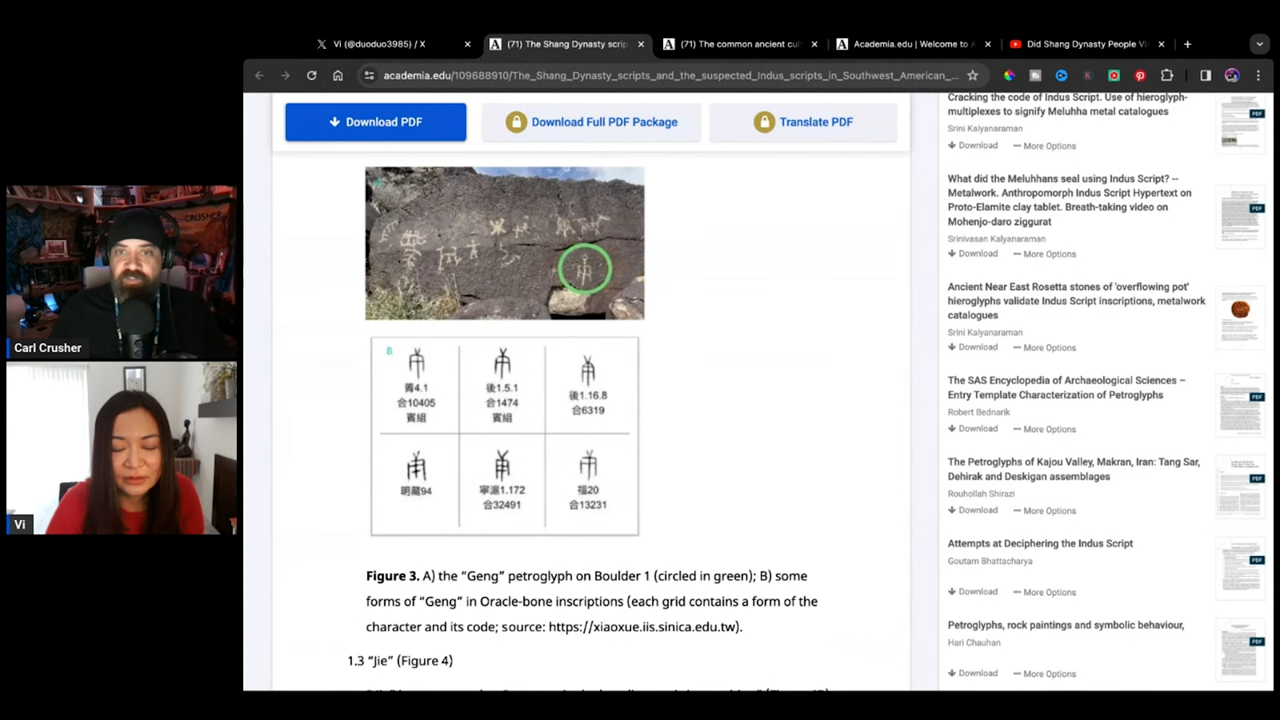 Vi (@duoduo3985) / X
(71) The Shang Dynasty scrip
(71) The common ancient cul
Academia.edu | Welcome to A
Did Shang Dynasty People Vi
academia.edu/109688910/The_Shang_Dynasty_scripts_and_the_suspected_Indus_scripts_in_Southwest_American_...
Download PDF
Download Full PDF Package
Translate PDF
CRUSHER
Carl Crusher
Vi
B
菁4.1
合10405
賓組
後1.5.1
合1474
賓組
後1.16.8
合6319
明藏94
寧滬1.172
合32491
福20
合13231
Figure 3. A) the “Geng” petroglyph on Boulder 1 (circled in green); B) some
forms of “Geng” in Oracle-bone inscriptions (each grid contains a form of the
character and its code; source: https://xiaoxue.iis.sinica.edu.tw).
1.3 “Jie” (Figure 4)
Cracking the code of Indus Script. Use of hieroglyph-
multiplexes to signify Meluhha metal catalogues
Srini Kalyanaraman
Download
More Options
PDF
What did the Meluhhans seal using Indus Script? --
Metalwork. Anthropomorph Indus Script Hypertext on
Proto-Elamite clay tablet. Breath-taking video on
Mohenjo-daro ziggurat
Srinivasan Kalyanaraman
Download
More Options
PDF
Ancient Near East Rosetta stones of 'overflowing pot'
hieroglyphs validate Indus Script inscriptions, metalwork
catalogues
Srini Kalyanaraman
Download
More Options
PDF
The SAS Encyclopedia of Archaeological Sciences –
Entry Template Characterization of Petroglyphs
Robert Bednarik
Download
More Options
PDF
The Petroglyphs of Kajou Valley, Makran, Iran: Tang Sar,
Dehirak and Deskigan assemblages
Rouhollah Shirazi
Download
More Options
PDF
Attempts at Deciphering the Indus Script
Goutam Bhattacharya
Download
More Options
PDF
Petroglyphs, rock paintings and symbolic behaviour,
Hari Chauhan
Download
More Options
PDF